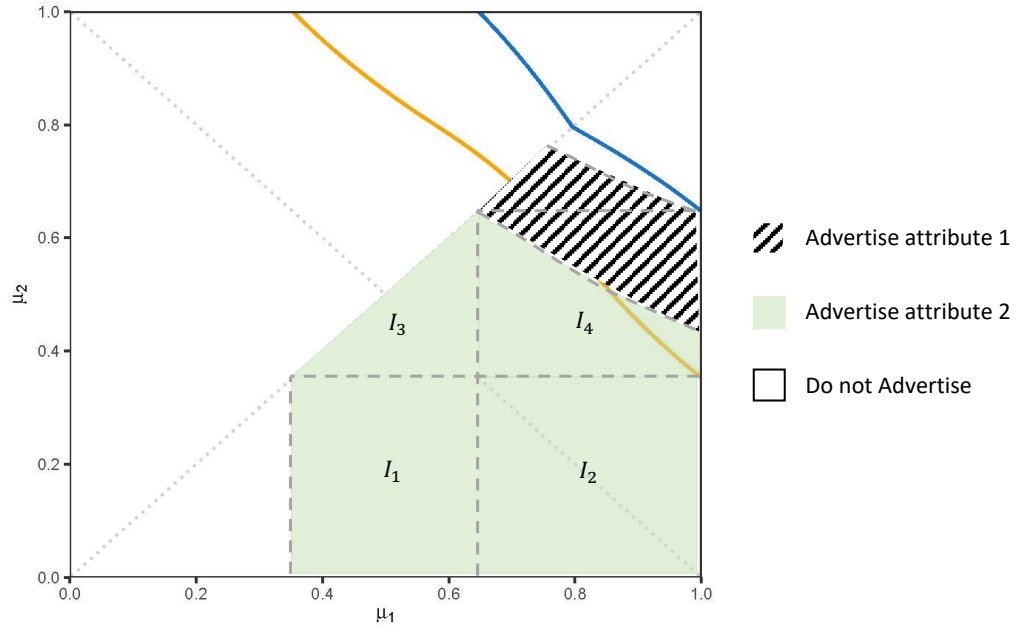 1.0
0.8
μ2
0.6
0.4
0.2
0.0
I3
I4
I1
I2
0.0
0.2
0.4
0.6
0.8
1.0
μ1
Advertise attribute 1
Advertise attribute 2
Do not Advertise